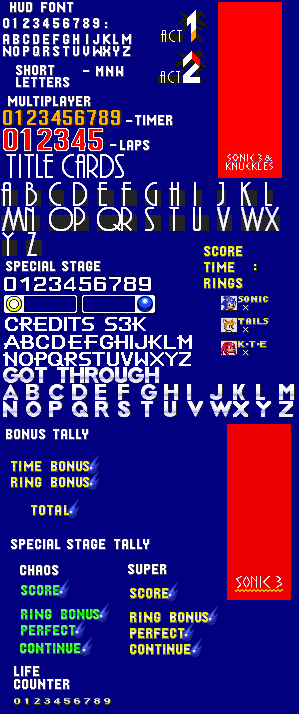 HUD FONT
0123456789:
ABCDEFGHIJKLM
NOPQRSTUVWXYZ
ACT 1
SHORT LETTERS - MNW
ACT 2
MULTIPLAYER
0123456789 - TIMER
012345 - LAPS
SONIC 3 & KNUCKLES
TITLE CARDS
A B C D E F G H I J K L
M N O P Q R S T U V W X
Y Z
SCORE
TIME :
RINGS
SPECIAL STAGE
0123456789
SONIC
×
TAILS
×
K.T.E
×
CREDITS S3K
ABCDEFGHIJKLM
NOPQRSTUVWXYZ
GOT THROUGH
A B C D E F G H I J K L M
N O P Q R S T U V W X Y Z
BONUS TALLY
TIME BONUS
RING BONUS
TOTAL
SPECIAL STAGE TALLY
SONIC 3
CHAOS
SCORE
RING BONUS
PERFECT
CONTINUE
SUPER
SCORE
RING BONUS
PERFECT
CONTINUE
LIFE
COUNTER
0123456789